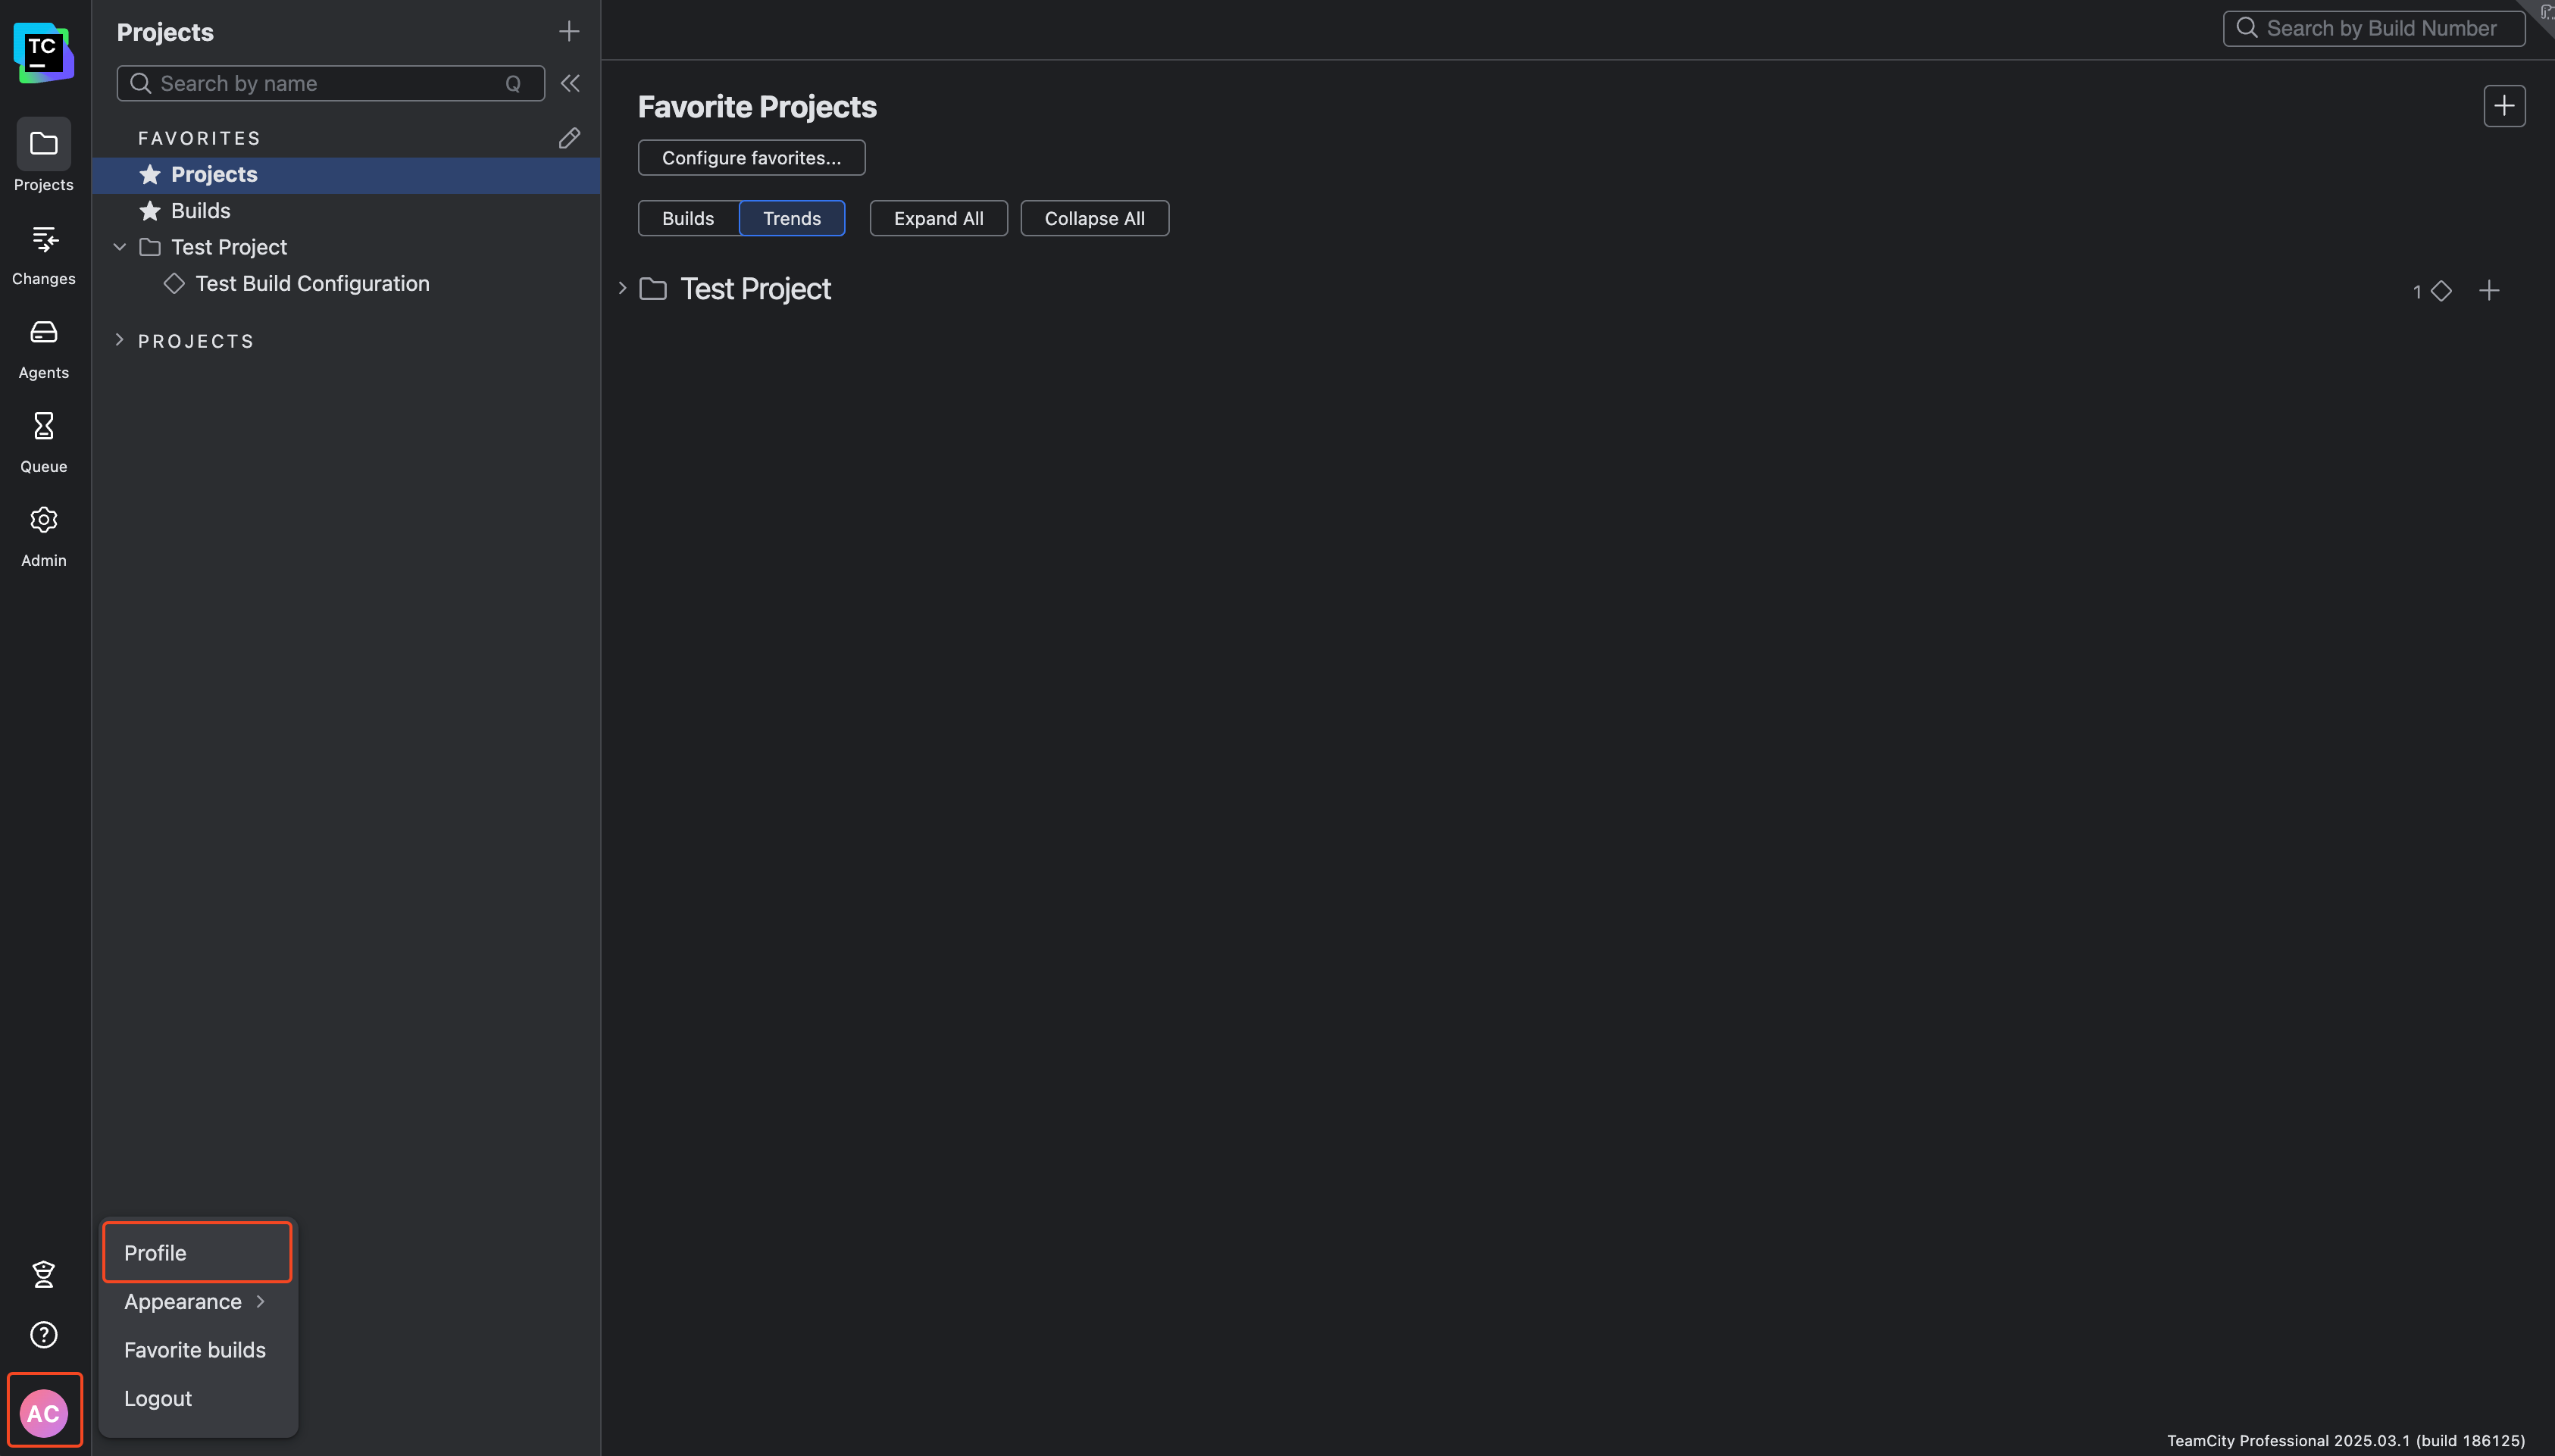 TC
Projects
Changes
Agents
Queue
Admin
AC
Projects
Search by name Q
FAVORITES
Projects
Builds
Test Project
Test Build Configuration
PROJECTS
Profile
Appearance
Favorite builds
Logout
Search by Build Number
Favorite Projects
Configure favorites...
Builds Trends Expand All Collapse All
Test Project 1
TeamCity Professional 2025.03.1 (build 186125)